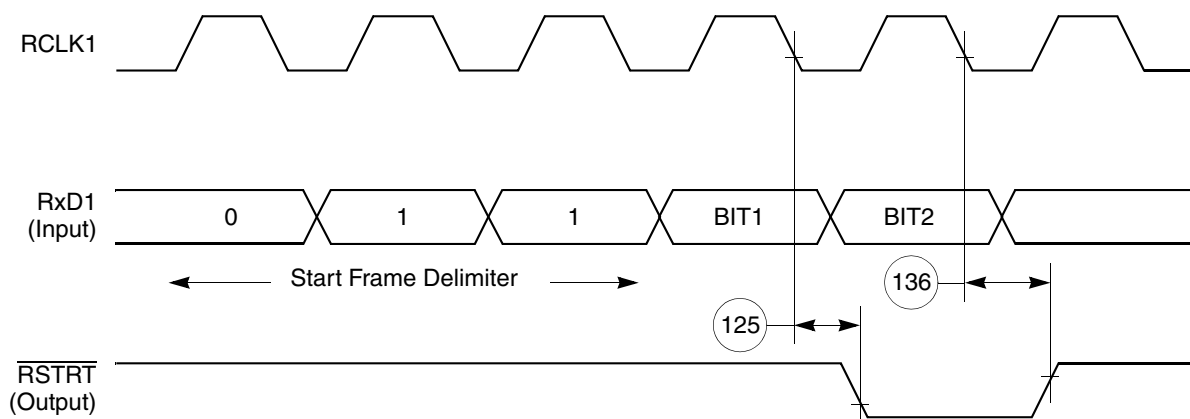 RCLK1
RxD1
(Input)
0
1
1
BIT1
BIT2
Start Frame Delimiter
136
125
RSTRT
(Output)